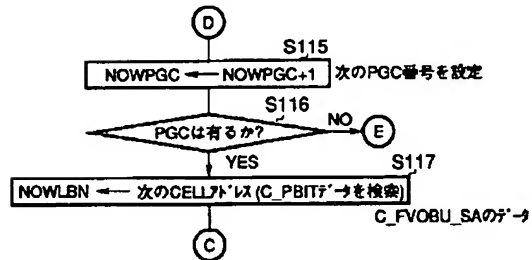 D
S115
NOWPGC ← NOWPGC+1 次のPGC番号を設定
S116
PGCは有るか? NO E
YES
S117
NOWLBN ← 次のCELLアドレス(C_PBITデータを検索)
C_FVOBU_SAのデータ
C